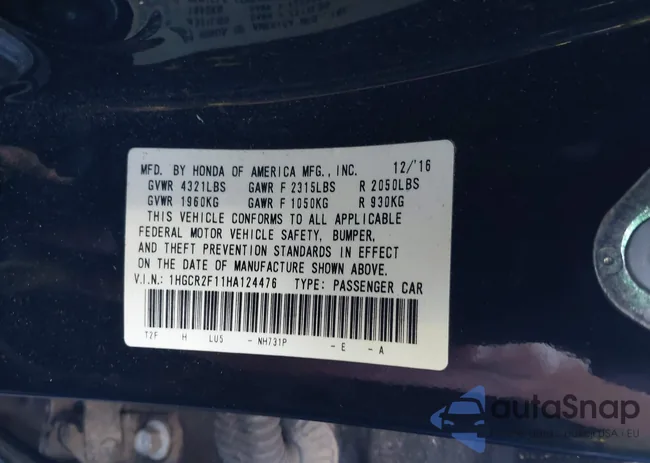 MFD. BY HONDA OF AMERICA MFG., INC. 12/'16
GVWR 4321LBS GAWR F 2315LBS R 2050LBS
GVWR 1960KG GAWR F 1050KG R 930KG
THIS VEHICLE CONFORMS TO ALL APPLICABLE
FEDERAL MOTOR VEHICLE SAFETY, BUMPER,
AND THEFT PREVENTION STANDARDS IN EFFECT
ON THE DATE OF MANUFACTURE SHOWN ABOVE.
V.I.N.: 1HGCR2F11HA124476 TYPE: PASSENGER CAR
T2F H LU5 - NH731P - E - A
autoSnap